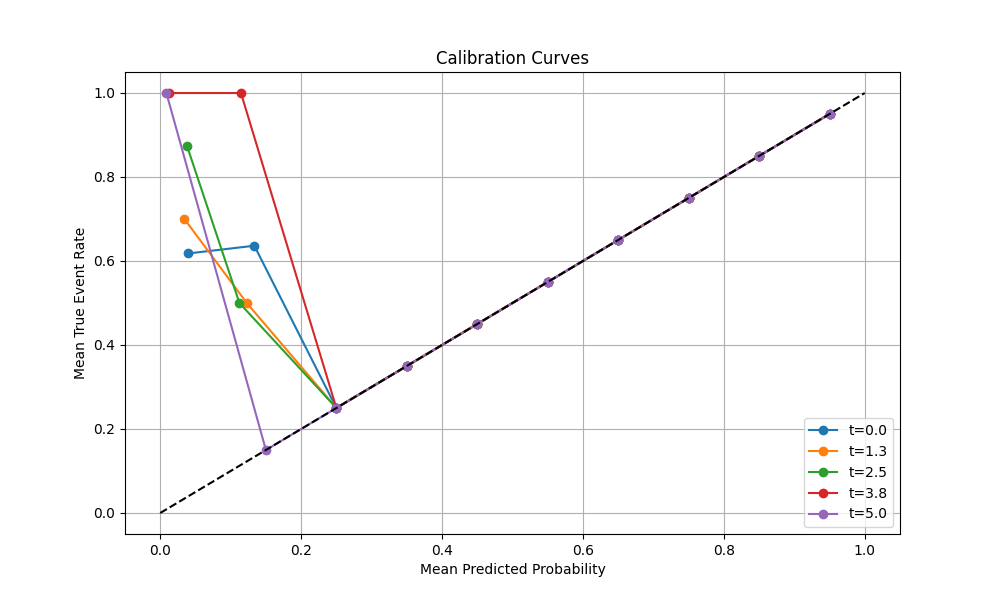 Calibration Curves
Mean True Event Rate
1.0
0.8
0.6
0.4
0.2
0.0
0.0 0.2 0.4 0.6 0.8 1.0
Mean Predicted Probability
t=0.0
t=1.3
t=2.5
t=3.8
t=5.0